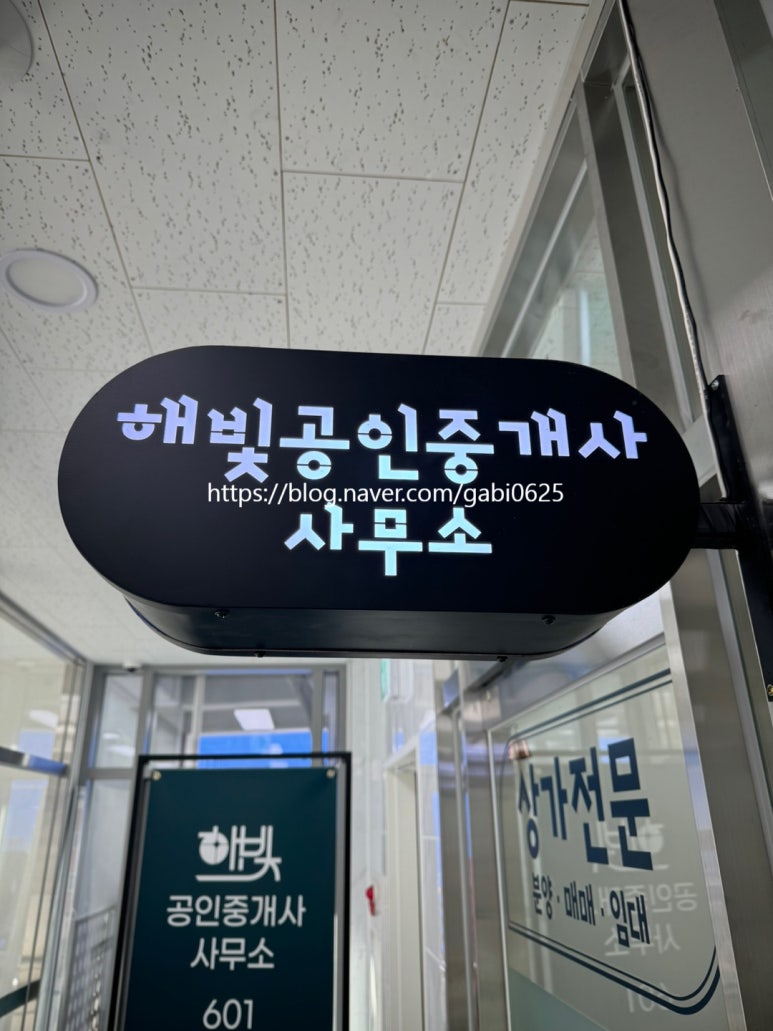 해빛공인중개사
https://blog.naver.com/gabi0625
사무소
해빛
공인중개사
사무소
601
상가전문
분양·매매·임대